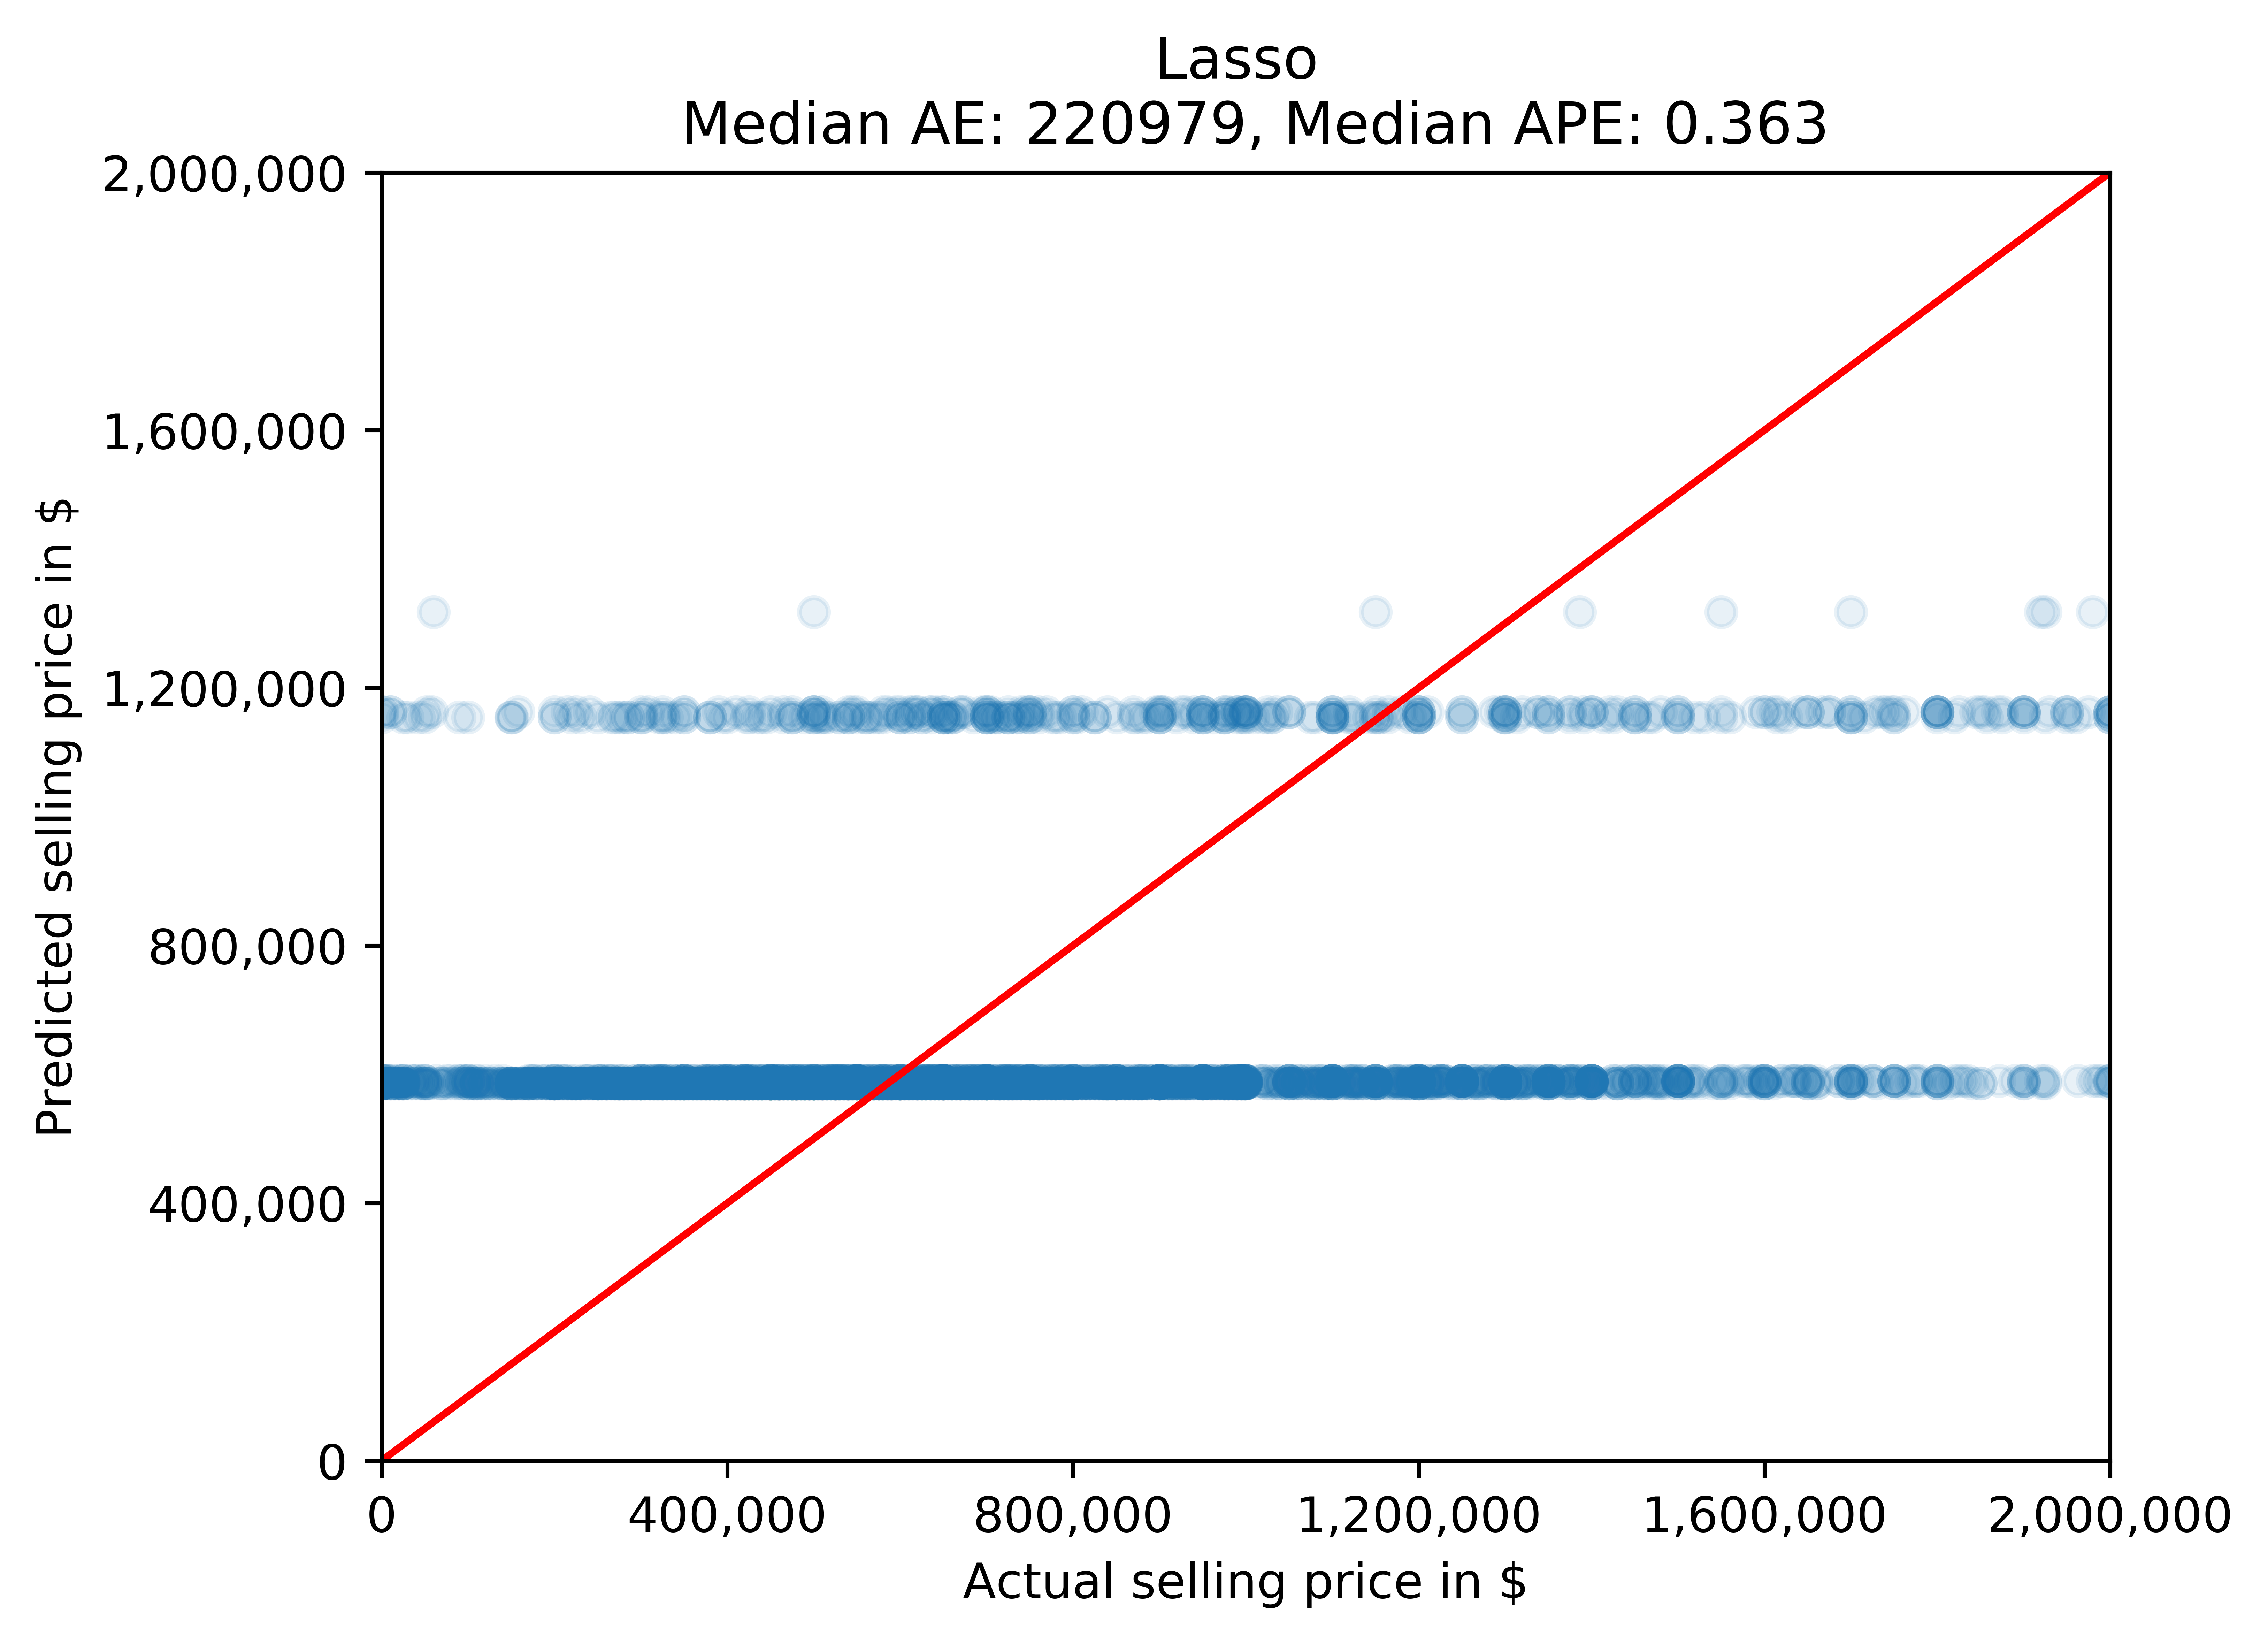 Lasso
Median AE: 220979, Median APE: 0.363
2,000,000
1,600,000
1,200,000
800,000
400,000
0
Predicted selling price in $
0 400,000 800,000 1,200,000 1,600,000 2,000,000
Actual selling price in $